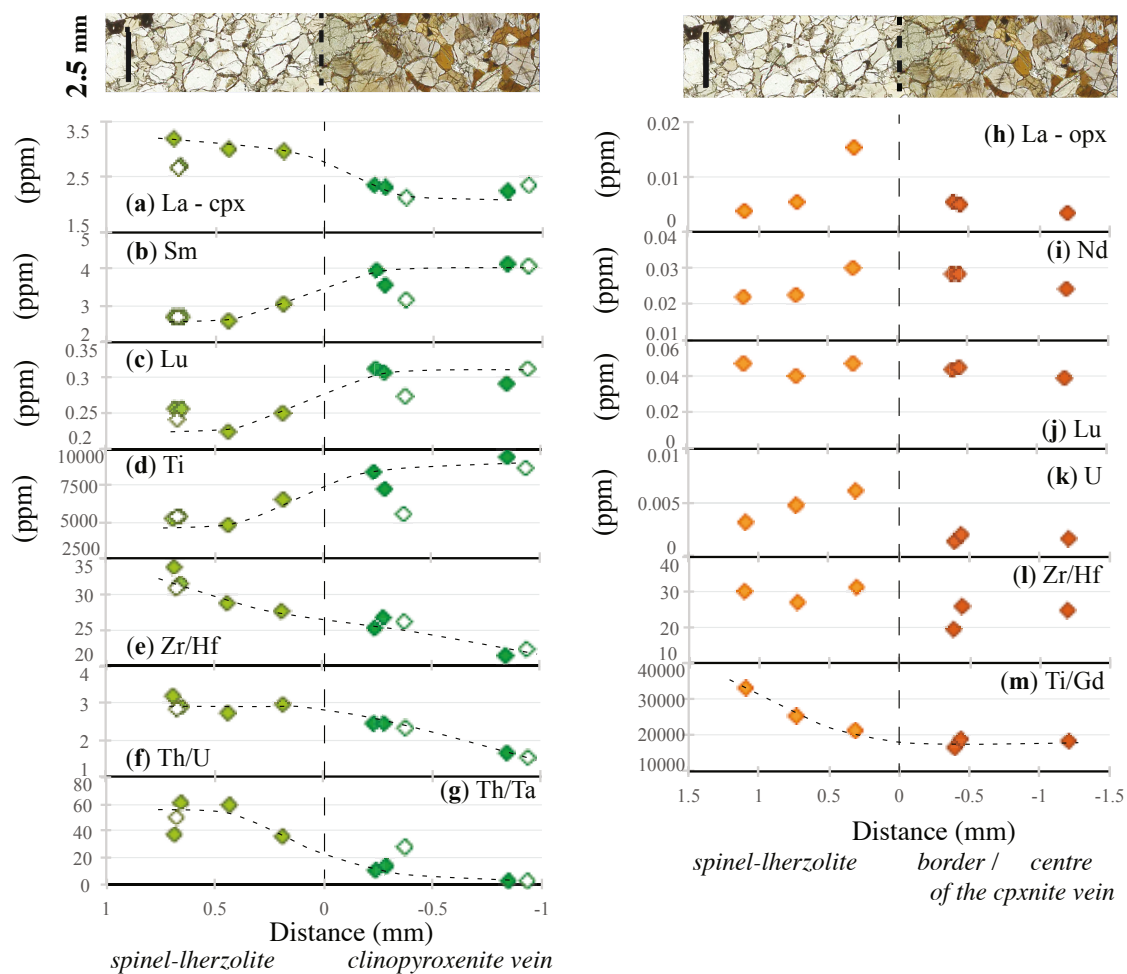 2.5 mm
3.5
2.5
1.5
(ppm)
(a) La - cpx
5
4
3
2
(ppm)
(b) Sm
0.35
0.3
0.25
0.2
(ppm)
(c) Lu
10000
7500
5000
2500
(ppm)
(d) Ti
35
30
25
20
(e) Zr/Hf
4
3
2
1
(f) Th/U
80
60
40
20
0
(g) Th/Ta
1 0.5 0 -0.5 -1
Distance (mm)
spinel-lherzolite clinopyroxenite vein
0.02
0.01
0
(ppm)
(h) La - opx
0.04
0.03
0.02
0.01
(ppm)
(i) Nd
0.06
0.04
0.02
0
(ppm)
(j) Lu
0.01
0.005
0
(ppm)
(k) U
40
30
20
10
(l) Zr/Hf
40000
30000
20000
10000
(m) Ti/Gd
1.5 1 0.5 0 -0.5 -1 -1.5
Distance (mm)
spinel-lherzolite border / centre
of the cpxnite vein